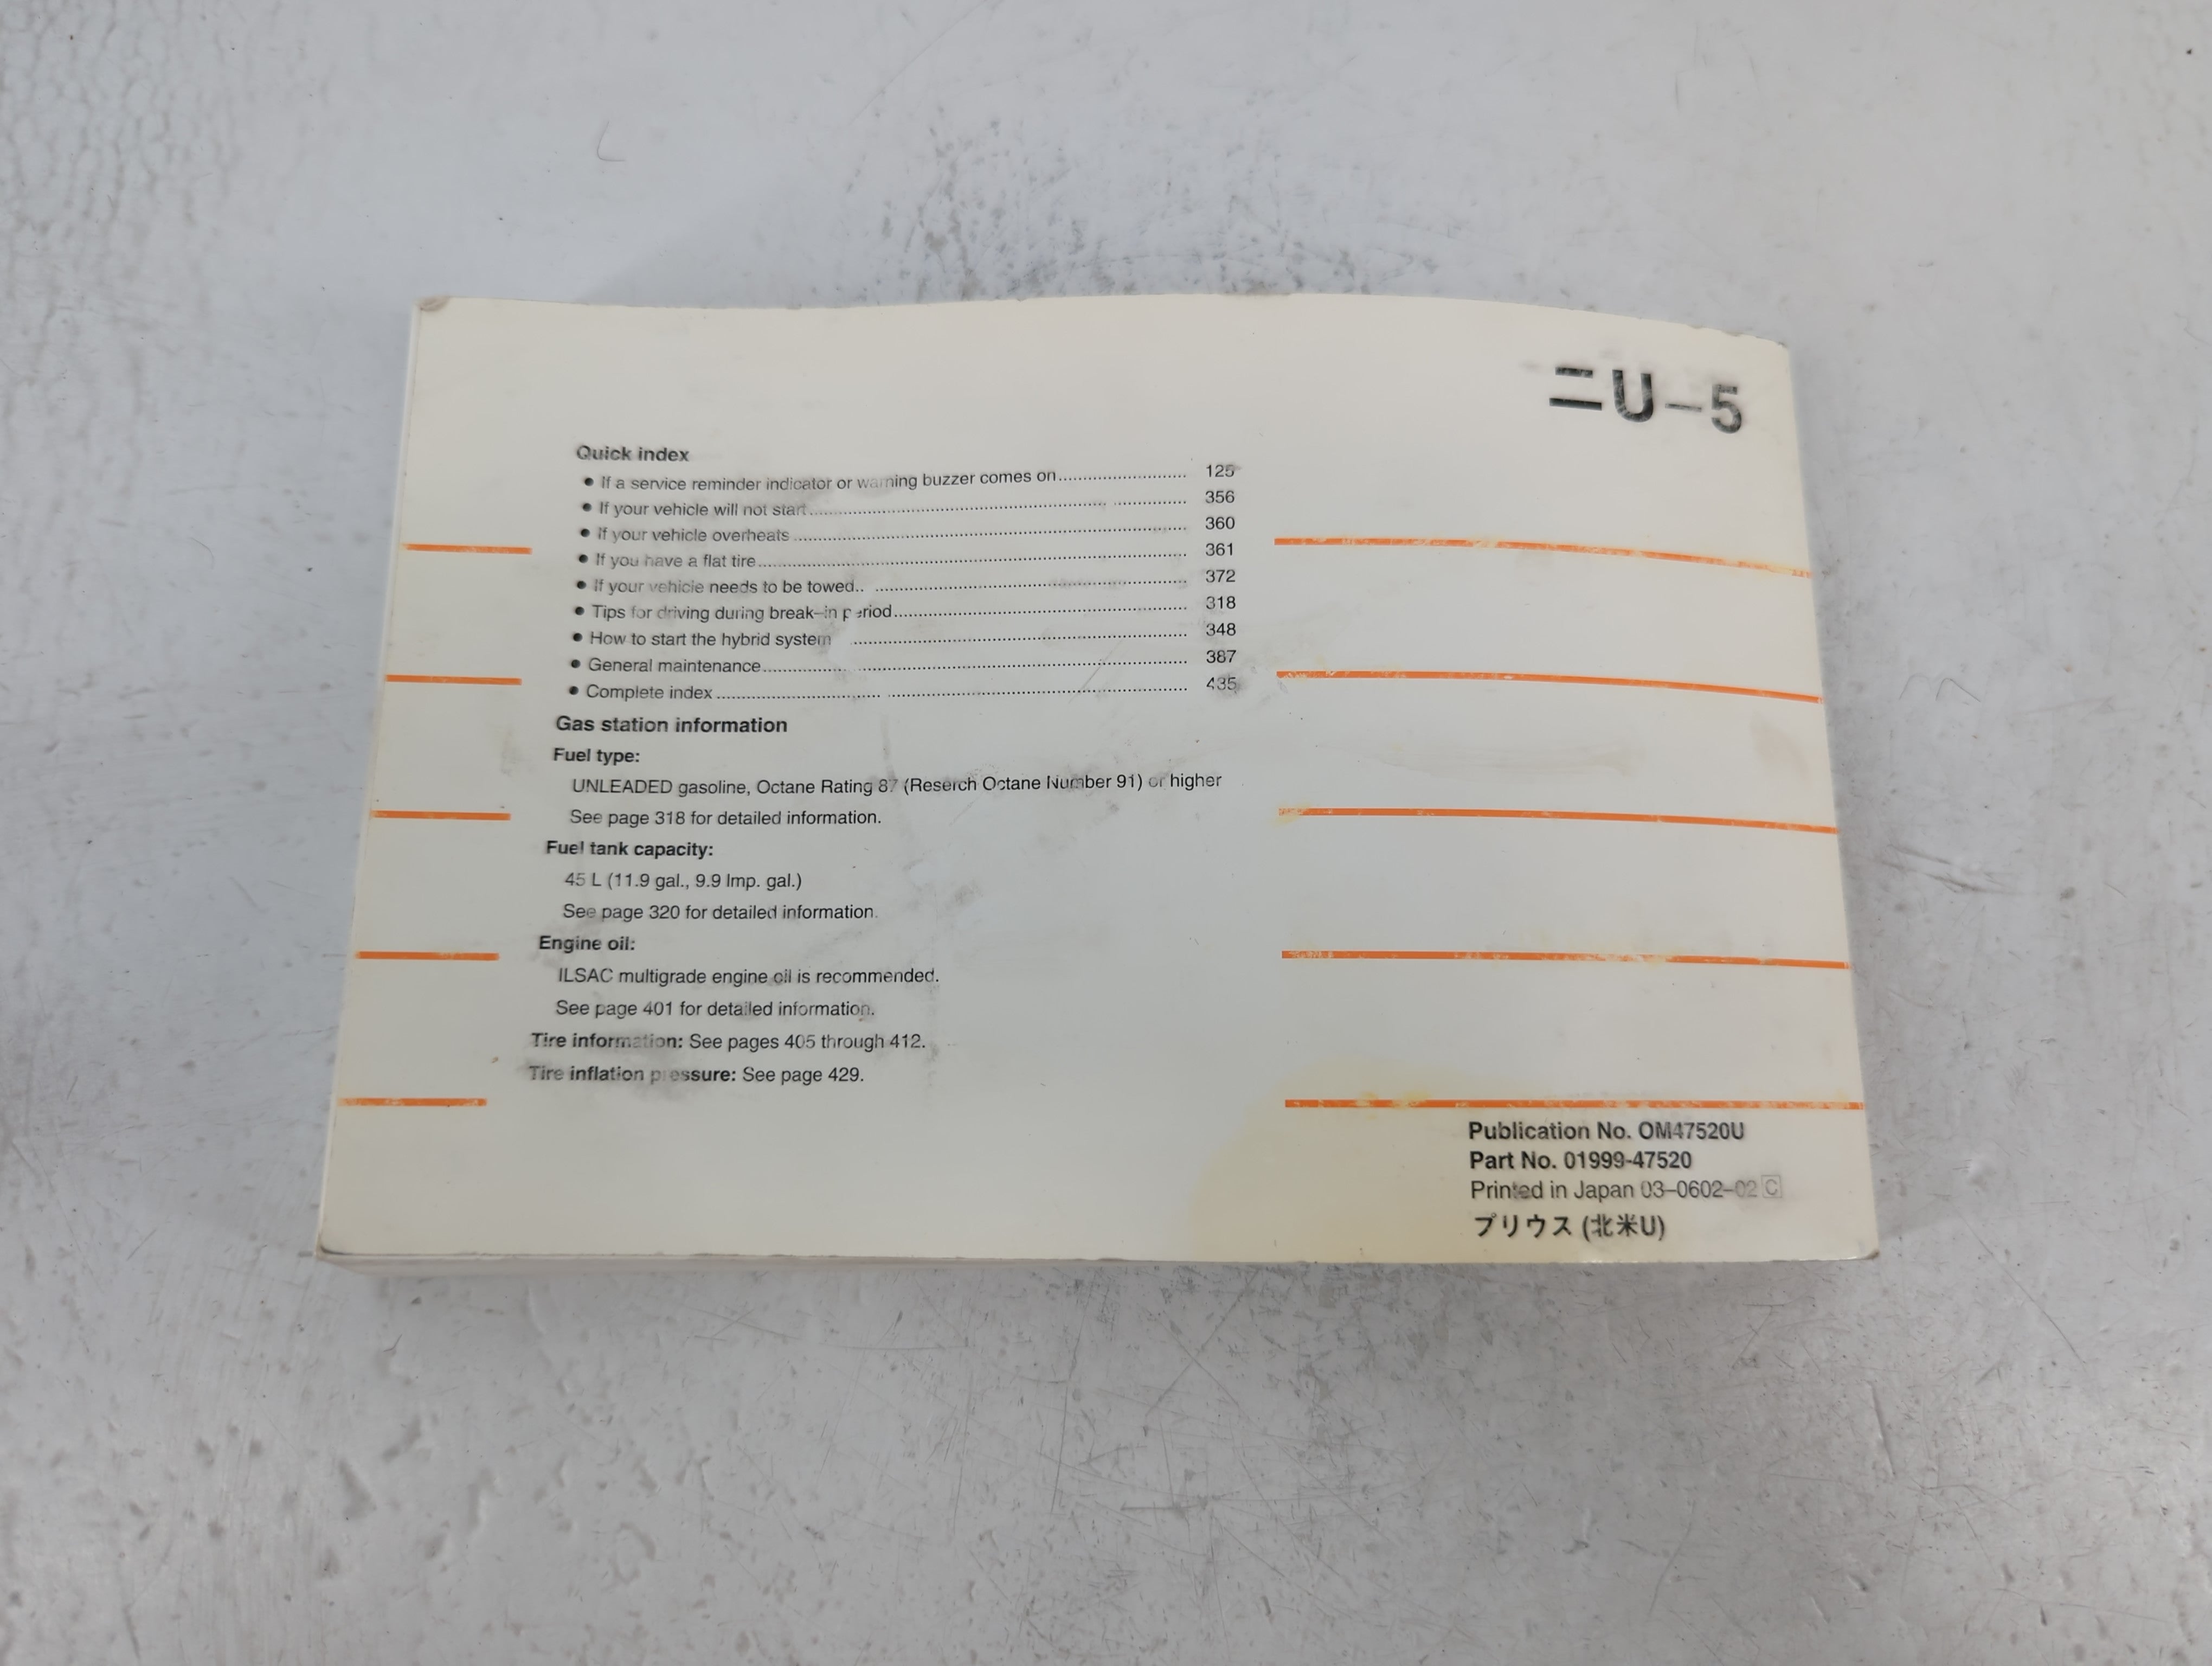 ニU-5
Quick index
● If a service reminder indicator or warning buzzer comes on........................ 125
● If your vehicle will not start........................ 356
● If your vehicle overheats........................ 360
● If you have a flat tire........................ 361
● If your vehicle needs to be towed........................ 372
● Tips for driving during break–in period........................ 318
● How to start the hybrid system........................ 348
● General maintenance........................ 387
● Complete index........................ 435
Gas station information
Fuel type:
UNLEADED gasoline, Octane Rating 87 (Reserch Octane Number 91) or higher
See page 318 for detailed information.
Fuel tank capacity:
45 L (11.9 gal., 9.9 Imp. gal.)
See page 320 for detailed information.
Engine oil:
ILSAC multigrade engine oil is recommended.
See page 401 for detailed information.
Tire information: See pages 405 through 412.
Tire inflation pressure: See page 429.
Publication No. OM47520U
Part No. 01999-47520
Printed in Japan 03–0602–02 C
プリウス (北米U)